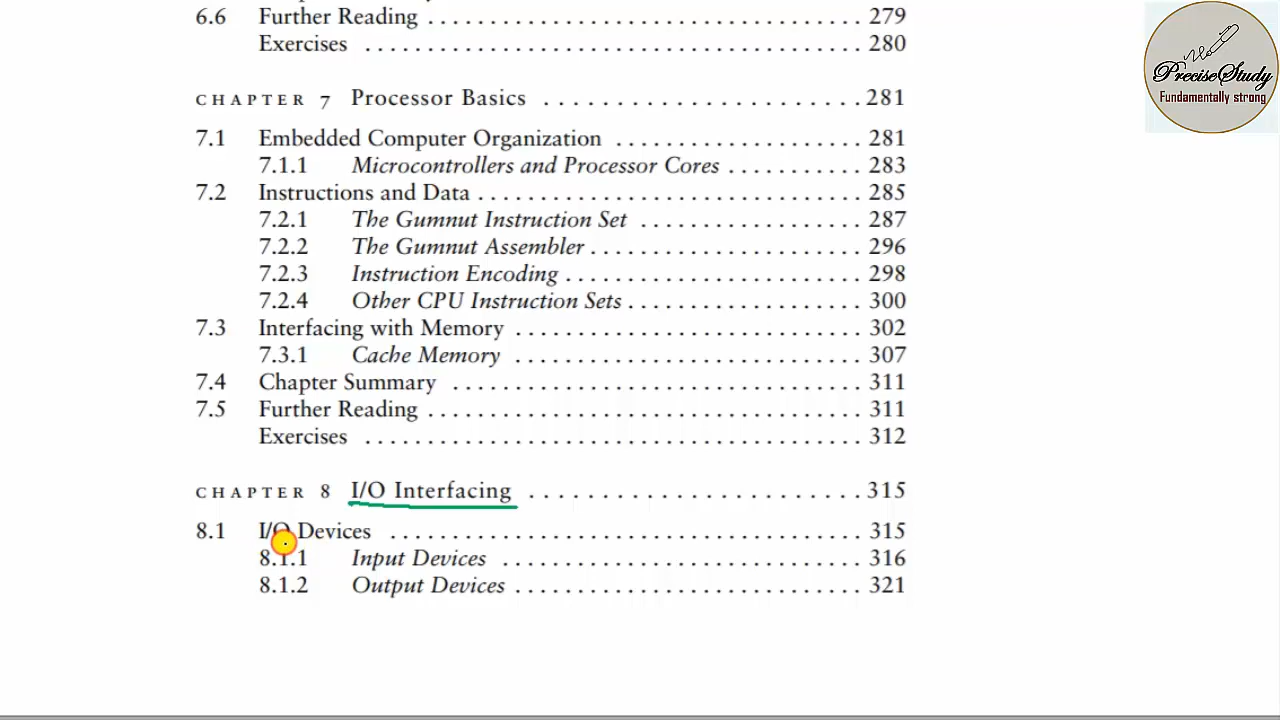 6.6 Further Reading . . . . . . . . . . . . . . . . . . . . . . . . . . . . . . . . . . . 279
Exercises . . . . . . . . . . . . . . . . . . . . . . . . . . . . . . . . . . . . . . . . 280
CHAPTER 7 Processor Basics . . . . . . . . . . . . . . . . . . . . . . . 281
7.1 Embedded Computer Organization . . . . . . . . . . . . . . . . . . . . 281
7.1.1 Microcontrollers and Processor Cores . . . . . . . . . . . 283
7.2 Instructions and Data . . . . . . . . . . . . . . . . . . . . . . . . . . . . . . . 285
7.2.1 The Gumnut Instruction Set . . . . . . . . . . . . . . . . . . 287
7.2.2 The Gumnut Assembler . . . . . . . . . . . . . . . . . . . . . . 296
7.2.3 Instruction Encoding . . . . . . . . . . . . . . . . . . . . . . . . 298
7.2.4 Other CPU Instruction Sets . . . . . . . . . . . . . . . . . . . 300
7.3 Interfacing with Memory . . . . . . . . . . . . . . . . . . . . . . . . . . . . 302
7.3.1 Cache Memory . . . . . . . . . . . . . . . . . . . . . . . . . . . . 307
7.4 Chapter Summary . . . . . . . . . . . . . . . . . . . . . . . . . . . . . . . . . 311
7.5 Further Reading . . . . . . . . . . . . . . . . . . . . . . . . . . . . . . . . . . . 311
Exercises . . . . . . . . . . . . . . . . . . . . . . . . . . . . . . . . . . . . . . . . 312
CHAPTER 8 I/O Interfacing . . . . . . . . . . . . . . . . . . . . . . . . 315
8.1 I/O Devices . . . . . . . . . . . . . . . . . . . . . . . . . . . . . . . . . . . . . . 315
8.1.1 Input Devices . . . . . . . . . . . . . . . . . . . . . . . . . . . . . 316
8.1.2 Output Devices . . . . . . . . . . . . . . . . . . . . . . . . . . . . 321
PreciseStudy
Fundamentally strong